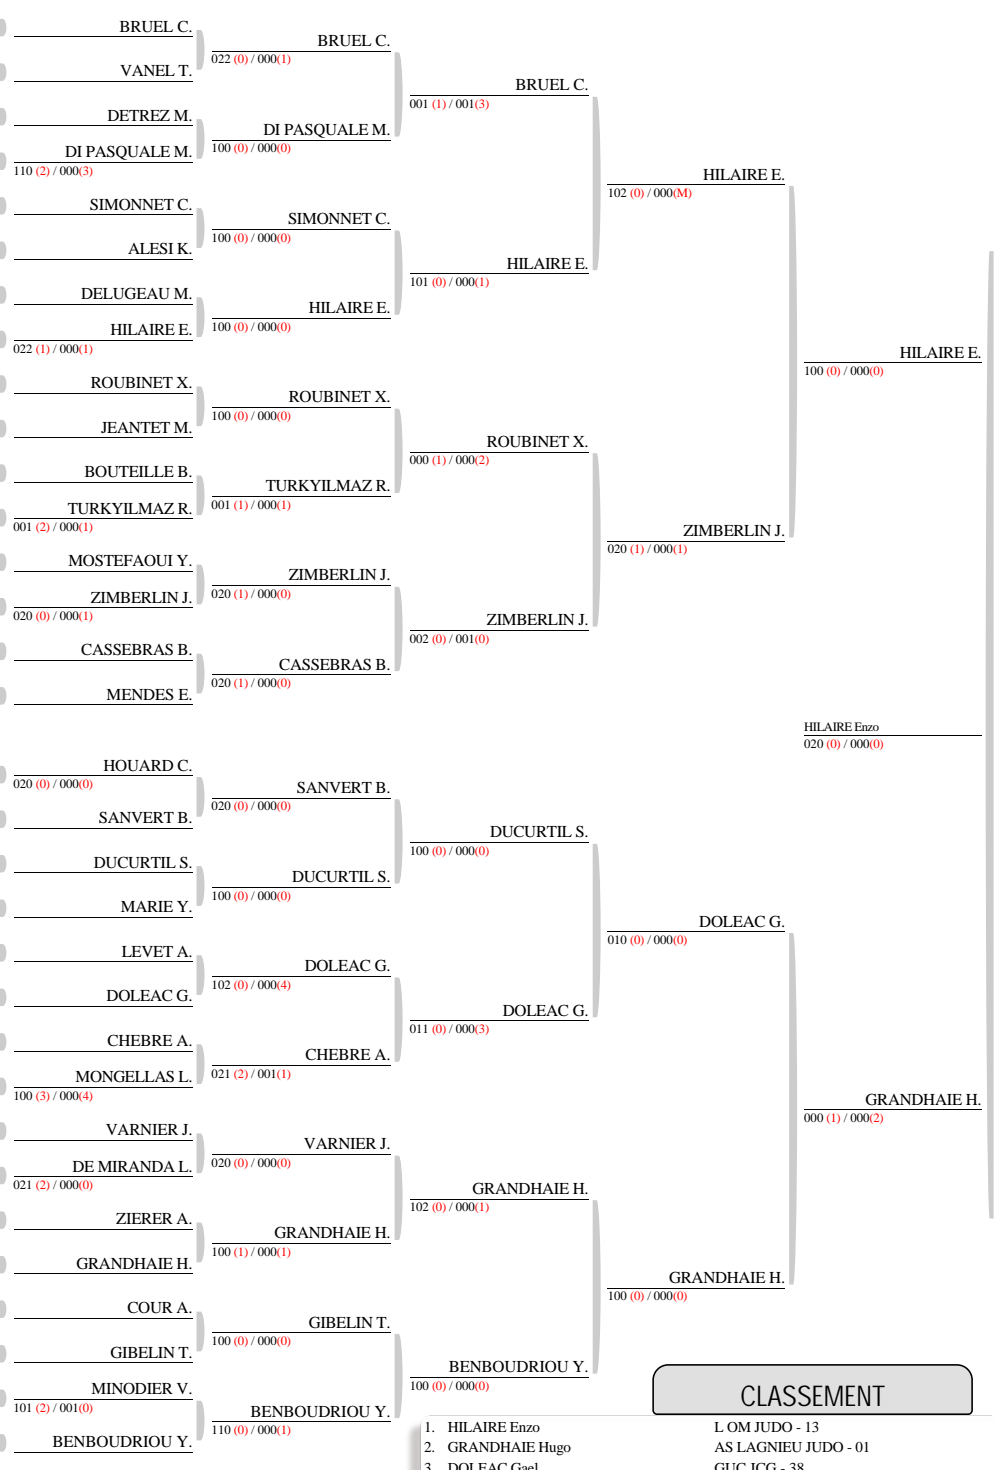 BRUEL C.
VANEL T.
DETREZ M.
DI PASQUALE M.
110 (2) / 000(3)
SIMONNET C.
ALESI K.
DELUGEAU M.
HILAIRE E.
022 (1) / 000(1)
ROUBINET X.
JEANTET M.
BOUTEILLE B.
TURKYILMAZ R.
001 (2) / 000(1)
MOSTEFAOUI Y.
ZIMBERLIN J.
020 (0) / 000(1)
CASSEBRAS B.
MENDES E.
HOUARD C.
020 (0) / 000(0)
SANVERT B.
DUCURTIL S.
MARIE Y.
LEVET A.
DOLEAC G.
CHEBRE A.
MONGELLAS L.
100 (3) / 000(4)
VARNIER J.
DE MIRANDA L.
021 (2) / 000(0)
ZIERER A.
GRANDHAIE H.
COUR A.
GIBELIN T.
MINODIER V.
101 (2) / 001(0)
BENBOUDRIOU Y.
BRUEL C.
022 (0) / 000(1)
DI PASQUALE M.
100 (0) / 000(0)
SIMONNET C.
100 (0) / 000(0)
HILAIRE E.
100 (0) / 000(0)
ROUBINET X.
100 (0) / 000(0)
TURKYILMAZ R.
001 (1) / 000(1)
ZIMBERLIN J.
020 (1) / 000(0)
CASSEBRAS B.
020 (1) / 000(0)
SANVERT B.
020 (0) / 000(0)
DUCURTIL S.
100 (0) / 000(0)
DOLEAC G.
102 (0) / 000(4)
CHEBRE A.
021 (2) / 001(1)
VARNIER J.
020 (0) / 000(0)
GRANDHAIE H.
100 (1) / 000(1)
GIBELIN T.
100 (0) / 000(0)
BENBOUDRIOU Y.
110 (0) / 000(1)
BRUEL C.
001 (1) / 001(3)
HILAIRE E.
101 (0) / 000(1)
ROUBINET X.
000 (1) / 000(2)
ZIMBERLIN J.
002 (0) / 001(0)
DUCURTIL S.
100 (0) / 000(0)
DOLEAC G.
011 (0) / 000(3)
GRANDHAIE H.
102 (0) / 000(1)
BENBOUDRIOU Y.
100 (0) / 000(0)
HILAIRE E.
102 (0) / 000(M)
ZIMBERLIN J.
020 (1) / 000(1)
DOLEAC G.
010 (0) / 000(0)
GRANDHAIE H.
100 (0) / 000(0)
HILAIRE E.
100 (0) / 000(0)
HILAIRE Enzo
020 (0) / 000(0)
GRANDHAIE H.
000 (1) / 000(2)
CLASSEMENT
1. HILAIRE Enzo L OM JUDO - 13
2. GRANDHAIE Hugo AS LAGNIEU JUDO - 01
3. DOLEAC Gael GUC JCG - 38